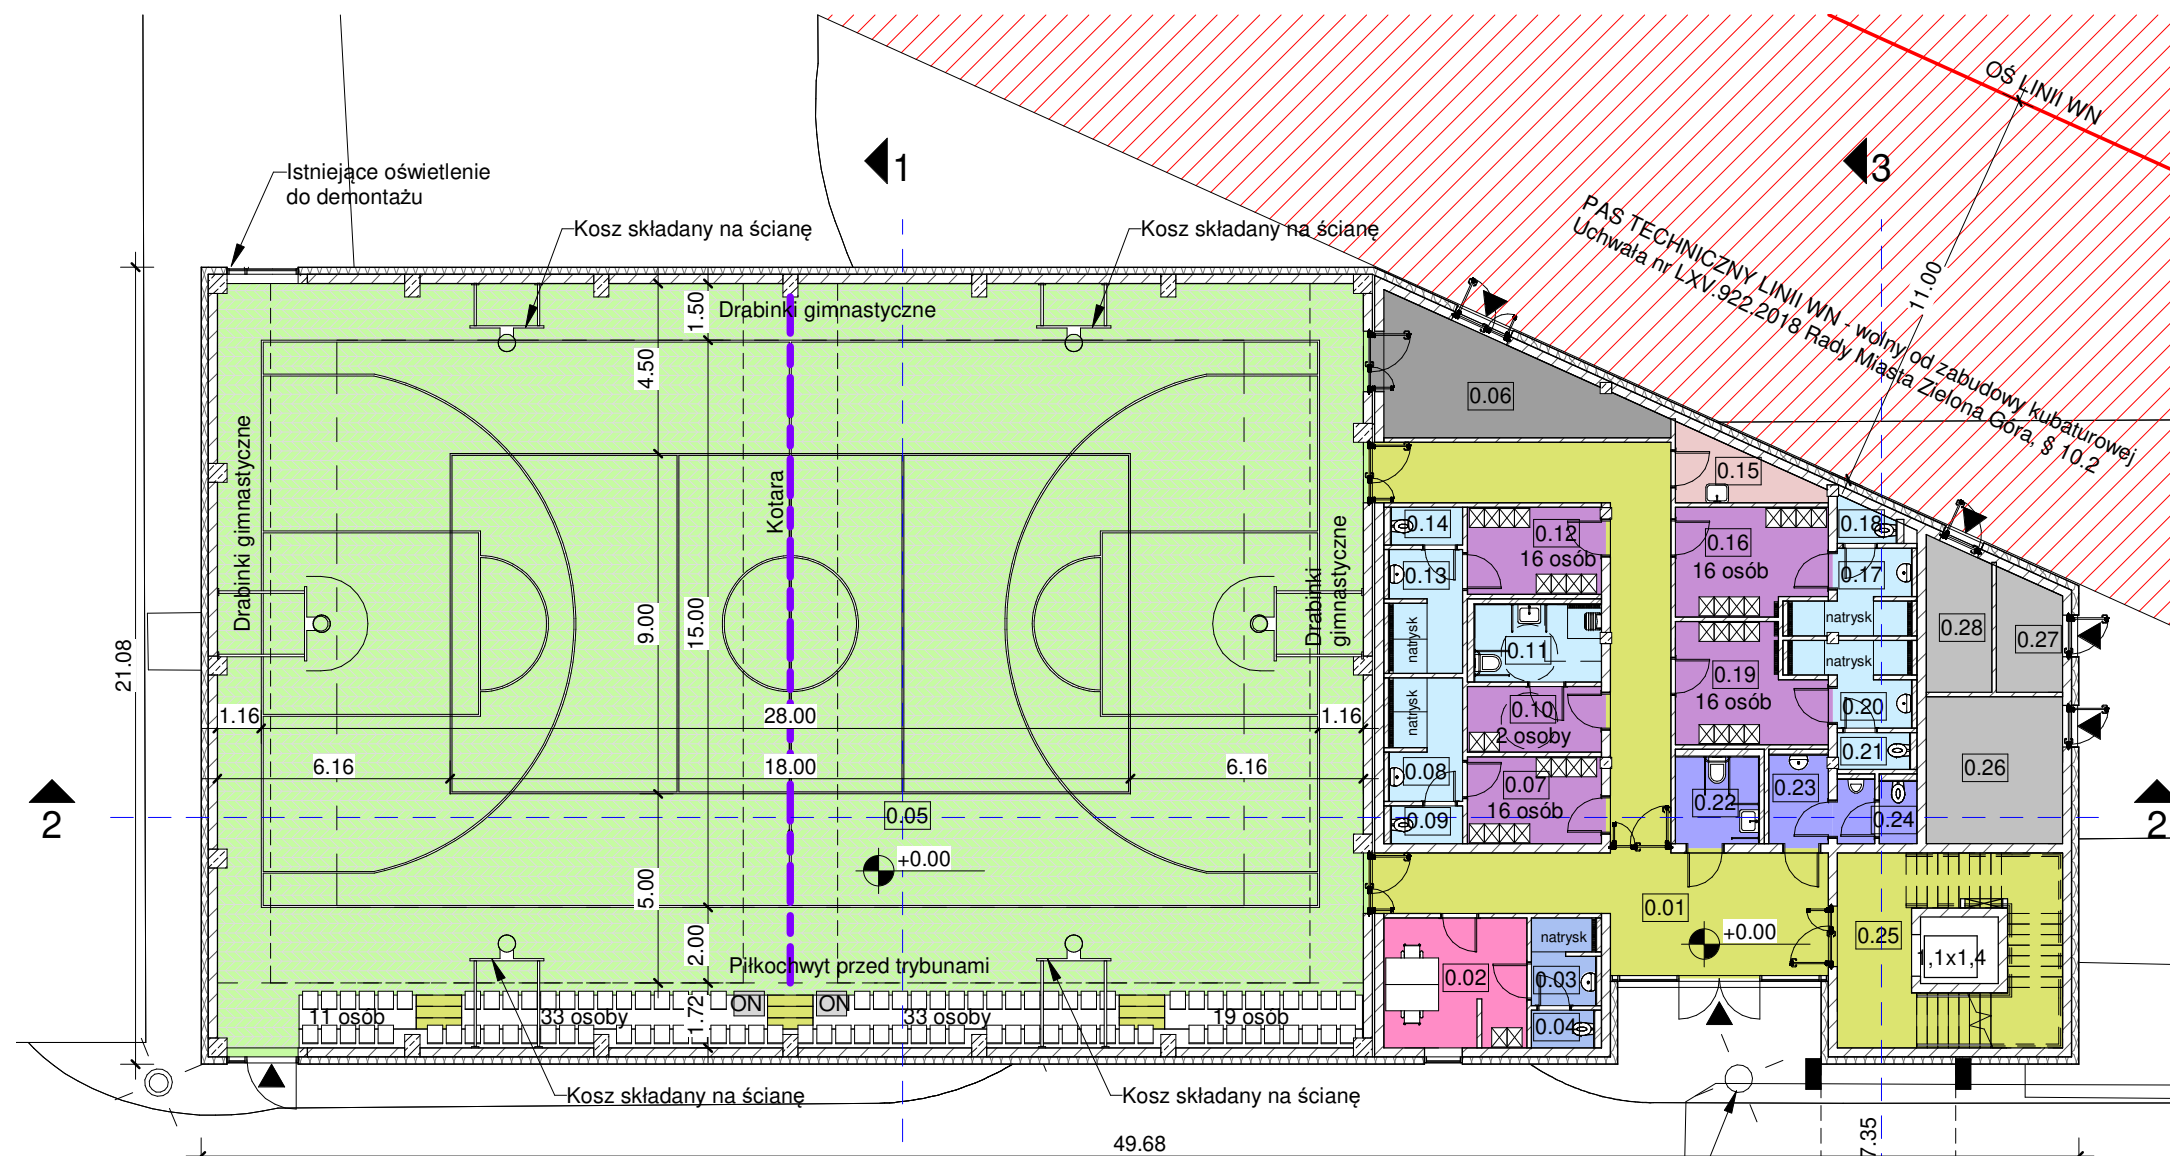 OŚ LINII WN
1
3
11.00
PAS TECHNICZNY LINII WN - wolny od zabudowy kubaturowej
Uchwała nr LXV.922.2018 Rady Miasta Zielona Góra, § 10.2
Istniejące oświetlenie
do demontażu
Kosz składany na ścianę
Kosz składany na ścianę
Drabinki gimnastyczne
1.50
4.50
0.06
0.15
Drabinki gimnastyczne
Kotara
Drabinki
gimnastyczne
0.14
0.12
16 osób
0.16
16 osób
0.18
0.13
0.17
9.00
15.00
natrysk
natrysk
0.11
natrysk
0.28
0.27
21.08
0.19
16 osób
1.16
28.00
1.16
natrysk
0.10
2 osoby
0.20
0.21
6.16
18.00
6.16
0.08
0.07
16 osób
0.22
0.23
0.26
2
2
0.05
0.09
0.24
+0.00
5.00
0.01
+0.00
0.25
1,1x1,4
2.00
natrysk
0.02
0.03
0.04
Piłkochwyt przed trybunami
ON
ON
1.72
11 osób
33 osoby
33 osoby
19 osób
Kosz składany na ścianę
Kosz składany na ścianę
49.68
7.35